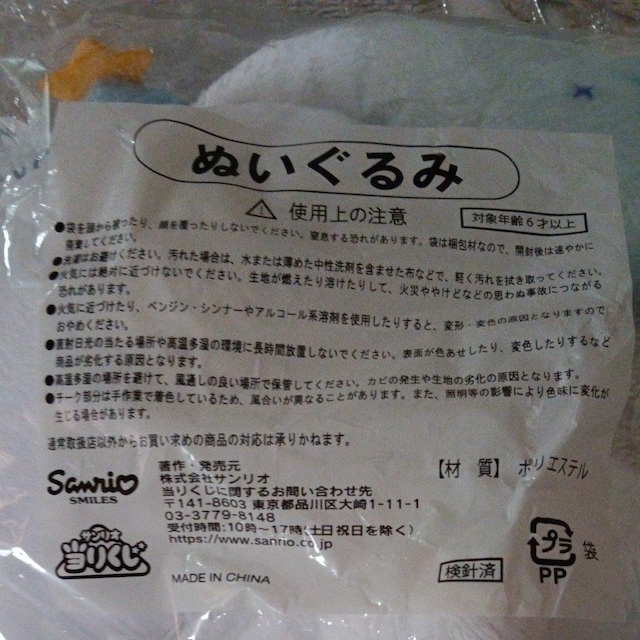 ぬいぐるみ
⚠ 使用上の注意
対象年齢6才以上
●袋を頭から被ったり、顔を覆ったりしないでください。窒息する恐れがあります。袋は梱包材なので、開封後は速やかに
廃棄してください。
●洗濯はお避けください。汚れた場合は、水または薄めた中性洗剤を含ませた布などで、軽く汚れを拭き取ってください。
●火気には絶対に近づけないでください。生地が燃えたり溶けたりして、火災ややけどなどの思わぬ事故につながる
恐れがあります。
●火気に近づけたり、ベンジン・シンナーやアルコール系溶剤を使用したりすると、変形・変色の原因となりますので
おやめください。
●直射日光の当たる場所や高温多湿の環境に長時間放置しないでください。表面が色あせしたり、変色したりするなど
商品が劣化する原因となります。
●高温多湿の場所を避けて、風通しの良い場所で保管してください。カビの発生や生地の劣化の原因となります。
●チーク部分は手作業で着色しているため、風合いが異なることがあります。また、照明等の影響により色味に変化が
生じる場合があります。
通常取扱店以外からお買い求めの商品の対応は承りかねます。
Sanrio
SMILES
サンリオ
当りくじ
著作・発売元
株式会社サンリオ
当りくじに関するお問い合わせ先
〒141-8603 東京都品川区大崎1-11-1
03-3779-8148
受付時間:10時〜17時(土日祝日を除く)
https://www.sanrio.co.jp
MADE IN CHINA
【材 質】 ポリエステル
検針済
プラ
袋
PP